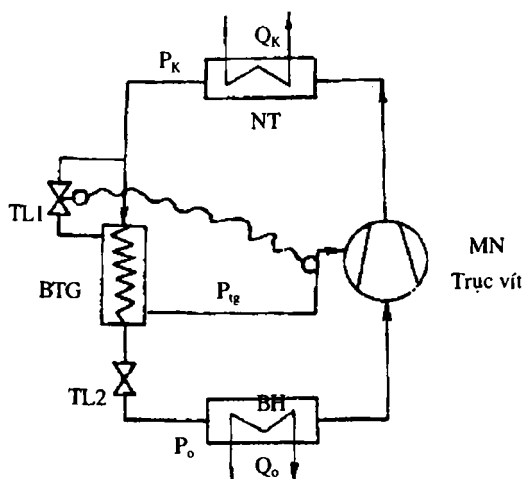 Q_K
P_K
NT
TL1
MN
Trục vít
BTG
P_tg
TL2
BH
P_o
Q_o